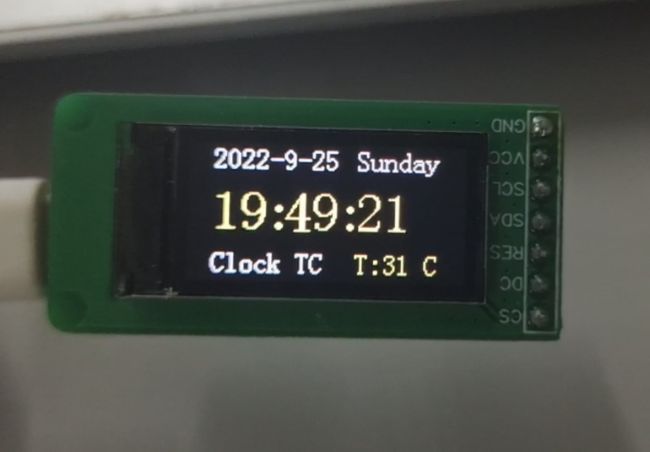 2022-9-25 Sunday
19:49:21
Clock TC T:31 C
GND
VCC
SCL
SDA
RES
DC
CS